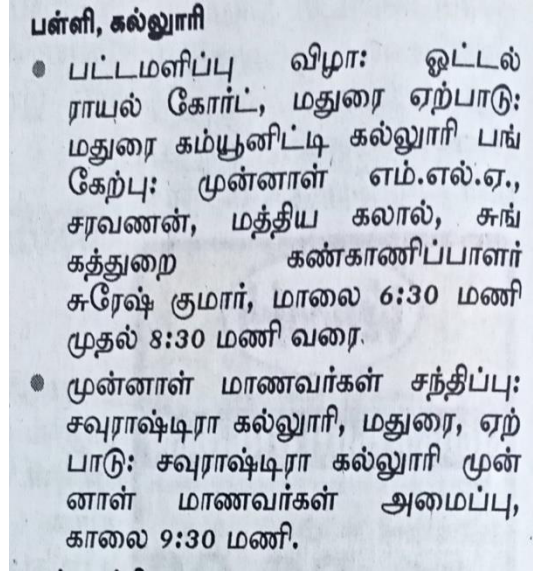 பள்ளி, கல்லூரி
பட்டமளிப்பு விழா: ஓட்டல்
ராயல் கோர்ட், மதுரை ஏற்பாடு:
மதுரை கம்யூனிட்டி கல்லூரி பங்
கேற்பு: முன்னாள் எம்.எல்.ஏ.,
சரவணன், மத்திய கலால், சுங்
கத்துறை கண்காணிப்பாளர்
சுரேஷ் குமார், மாலை 6:30 மணி
முதல் 8:30 மணி வரை.
முன்னாள் மாணவர்கள் சந்திப்பு:
சவுராஷ்டிரா கல்லூரி, மதுரை, ஏற்
பாடு: சவுராஷ்டிரா கல்லூரி முன்
னாள் மாணவர்கள் அமைப்பு,
காலை 9:30 மணி.